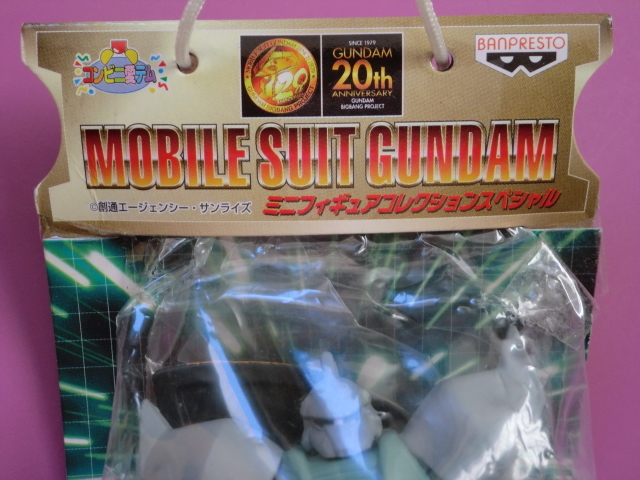 コンビニ愛テム
120
SINCE 1979
GUNDAM
20th
ANNIVERSARY
GUNDAM
BIGBANG PROJECT
BANPRESTO
MOBILE SUIT GUNDAM
©創通エージェンシー・サンライズ
ミニフィギュアコレクションスペシャル